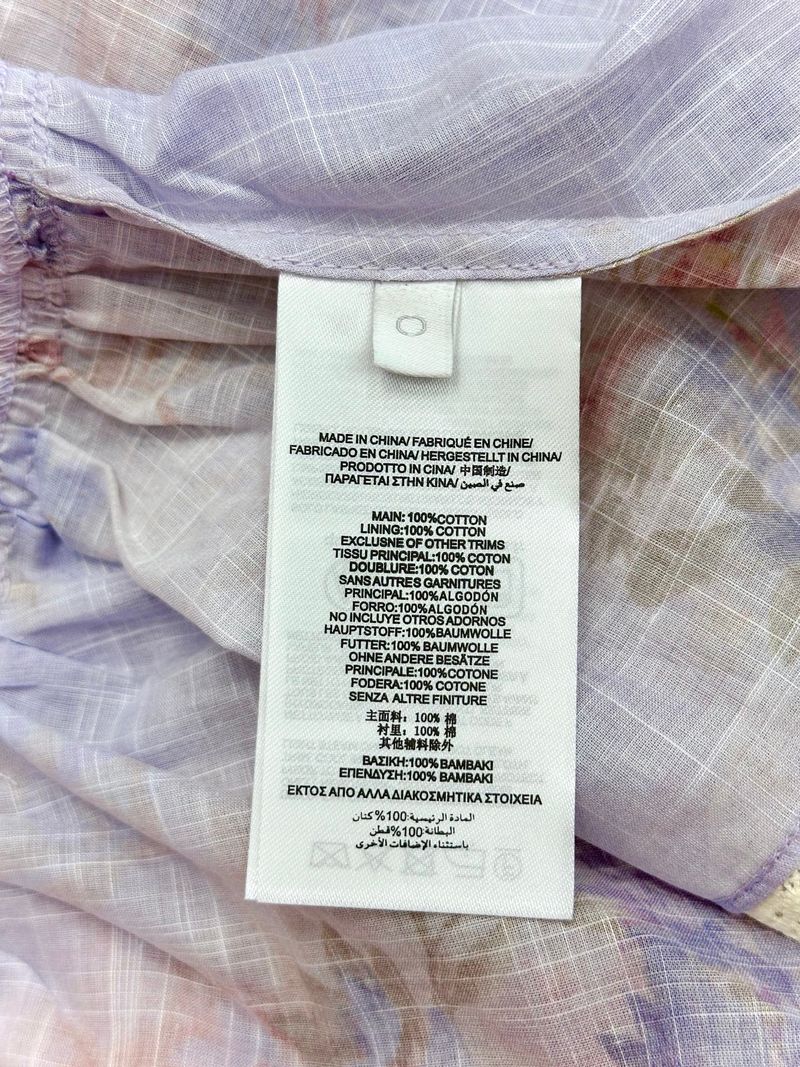 0
MADE IN CHINA/ FABRIQUÉ EN CHINE/
FABRICADO EN CHINA/ HERGESTELLT IN CHINA/
PRODOTTO IN CINA/ 中国制造/
ΠΑΡΑΓΕΤΑΙ ΣΤΗΝ ΚΙΝΑ/ صنع في الصين
MAIN: 100%COTTON
LINING:100% COTTON
EXCLUSNE OF OTHER TRIMS
TISSU PRINCIPAL:100% COTON
DOUBLURE:100% COTON
SANS AUTRES GARNITURES
PRINCIPAL:100%ALGODÓN
FORRO:100%ALGODÓN
NO INCLUYE OTROS ADORNOS
HAUPTSTOFF:100%BAUMWOLLE
FUTTER:100% BAUMWOLLE
OHNE ANDERE BESÄTZE
PRINCIPALE:100%COTONE
FODERA:100% COTONE
SENZA ALTRE FINITURE
主面料：100% 棉
衬里：100% 棉
其他辅料除外
ΒΑΣΙΚΗ:100% ΒΑΜΒΑΚΙ
ΕΠΕΝΔΥΣΗ:100% ΒΑΜΒΑΚΙ
ΕΚΤΟΣ ΑΠΟ ΑΛΛΑ ΔΙΑΚΟΣΜΗΤΙΚΑ ΣΤΟΙΧΕΙΑ
المادة الرئيسية:100%كتان
البطانة:100%قطن
باستثناء الإضافات الأخرى